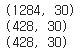 (1284, 30)
(428, 30)
(428, 30)